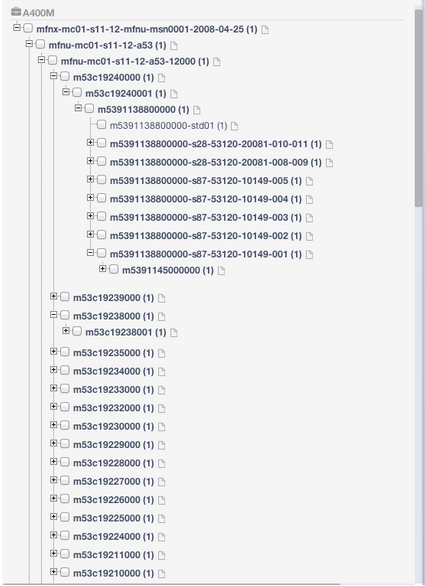 A400M
mfnx-mc01-s11-12-mfnu-msn0001-2008-04-25 (1)
mfnu-mc01-s11-12-a53 (1)
mfnu-mc01-s11-12-a53-12000 (1)
m53c19240000 (1)
m53c19240001 (1)
m5391138800000 (1)
m5391138800000-std01 (1)
m5391138800000-s28-53120-20081-010-011 (1)
m5391138800000-s28-53120-20081-008-009 (1)
m5391138800000-s87-53120-10149-005 (1)
m5391138800000-s87-53120-10149-004 (1)
m5391138800000-s87-53120-10149-003 (1)
m5391138800000-s87-53120-10149-002 (1)
m5391138800000-s87-53120-10149-001 (1)
m5391145000000 (1)
m53c19239000 (1)
m53c19238000 (1)
m53c19238001 (1)
m53c19235000 (1)
m53c19234000 (1)
m53c19233000 (1)
m53c19232000 (1)
m53c19230000 (1)
m53c19229000 (1)
m53c19228000 (1)
m53c19227000 (1)
m53c19226000 (1)
m53c19225000 (1)
m53c19224000 (1)
m53c19211000 (1)
m53c19210000 (1)